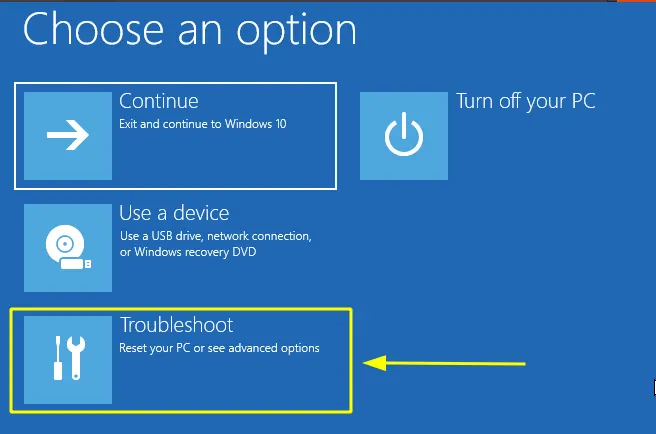 Choose an option
Continue
Exit and continue to Windows 10
Turn off your PC
Use a device
Use a USB drive, network connection,
or Windows recovery DVD
Troubleshoot
Reset your PC or see advanced options